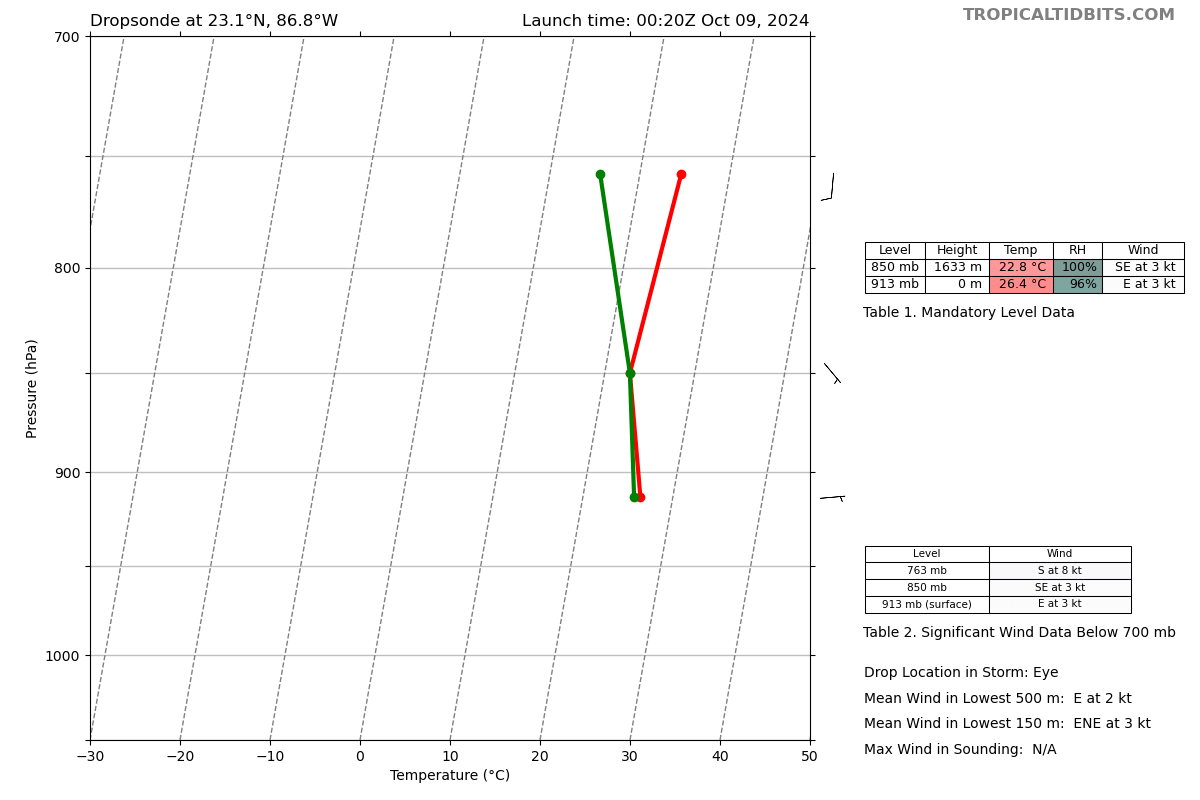 Dropsonde at 23.1°N, 86.8°W
Launch time: 00:20Z Oct 09, 2024
TROPICALTIDBITS.COM
700
800
900
1000
Pressure (hPa)
−30
−20
−10
0
10
20
30
40
50
Temperature (°C)
Level Height Temp RH Wind
850 mb 1633 m 22.8 °C 100% SE at 3 kt
913 mb 0 m 26.4 °C 96% E at 3 kt
Table 1. Mandatory Level Data
Level Wind
763 mb S at 8 kt
850 mb SE at 3 kt
913 mb (surface) E at 3 kt
Table 2. Significant Wind Data Below 700 mb
Drop Location in Storm: Eye
Mean Wind in Lowest 500 m: E at 2 kt
Mean Wind in Lowest 150 m: ENE at 3 kt
Max Wind in Sounding: N/A